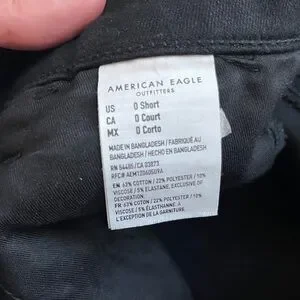 AMERICAN EAGLE
OUTFITTERS
US 0 Short
CA 0 Court
MX 0 Corto
MADE IN BANGLADESH / FABRIQUÉ AU
BANGLADESH / HECHO EN BANGLADESH
RN 54485/CA 03873
RFC# AEM1206050U9A
EN 63% COTTON / 22% POLYESTER / 10%
VISCOSE / 5% ELASTANE, EXCLUSIVE OF
DECORATION.
FR 63% COTON / 22% POLYESTER / 10%
VISCOSE / 5% ÉLASTHANNE. A
L'EXCEPTION DE LA GARNITURE.